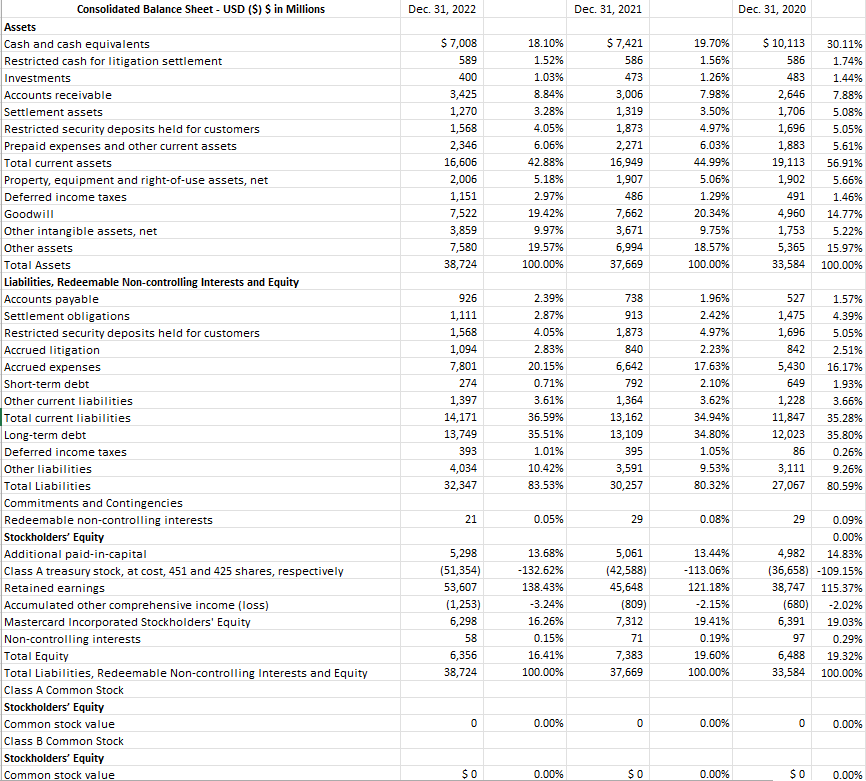 Consolidated Balance Sheet - USD ($) $ in Millions Dec. 31, 2022 Dec. 31, 2021 Dec. 31, 2020
Assets
Cash and cash equivalents $ 7,008 18.10% $ 7,421 19.70% $ 10,113 30.11%
Restricted cash for litigation settlement 589 1.52% 586 1.56% 586 1.74%
Investments 400 1.03% 473 1.26% 483 1.44%
Accounts receivable 3,425 8.84% 3,006 7.98% 2,646 7.88%
Settlement assets 1,270 3.28% 1,319 3.50% 1,706 5.08%
Restricted security deposits held for customers 1,568 4.05% 1,873 4.97% 1,696 5.05%
Prepaid expenses and other current assets 2,346 6.06% 2,271 6.03% 1,883 5.61%
Total current assets 16,606 42.88% 16,949 44.99% 19,113 56.91%
Property, equipment and right-of-use assets, net 2,006 5.18% 1,907 5.06% 1,902 5.66%
Deferred income taxes 1,151 2.97% 486 1.29% 491 1.46%
Goodwill 7,522 19.42% 7,662 20.34% 4,960 14.77%
Other intangible assets, net 3,859 9.97% 3,671 9.75% 1,753 5.22%
Other assets 7,580 19.57% 6,994 18.57% 5,365 15.97%
Total Assets 38,724 100.00% 37,669 100.00% 33,584 100.00%
Liabilities, Redeemable Non-controlling Interests and Equity
Accounts payable 926 2.39% 738 1.96% 527 1.57%
Settlement obligations 1,111 2.87% 913 2.42% 1,475 4.39%
Restricted security deposits held for customers 1,568 4.05% 1,873 4.97% 1,696 5.05%
Accrued litigation 1,094 2.83% 840 2.23% 842 2.51%
Accrued expenses 7,801 20.15% 6,642 17.63% 5,430 16.17%
Short-term debt 274 0.71% 792 2.10% 649 1.93%
Other current liabilities 1,397 3.61% 1,364 3.62% 1,228 3.66%
Total current liabilities 14,171 36.59% 13,162 34.94% 11,847 35.28%
Long-term debt 13,749 35.51% 13,109 34.80% 12,023 35.80%
Deferred income taxes 393 1.01% 395 1.05% 86 0.26%
Other liabilities 4,034 10.42% 3,591 9.53% 3,111 9.26%
Total Liabilities 32,347 83.53% 30,257 80.32% 27,067 80.59%
Commitments and Contingencies
Redeemable non-controlling interests 21 0.05% 29 0.08% 29 0.09%
Stockholders' Equity 0.00%
Additional paid-in-capital 5,298 13.68% 5,061 13.44% 4,982 14.83%
Class A treasury stock, at cost, 451 and 425 shares, respectively (51,354) -132.62% (42,588) -113.06% (36,658) -109.15%
Retained earnings 53,607 138.43% 45,648 121.18% 38,747 115.37%
Accumulated other comprehensive income (loss) (1,253) -3.24% (809) -2.15% (680) -2.02%
Mastercard Incorporated Stockholders' Equity 6,298 16.26% 7,312 19.41% 6,391 19.03%
Non-controlling interests 58 0.15% 71 0.19% 97 0.29%
Total Equity 6,356 16.41% 7,383 19.60% 6,488 19.32%
Total Liabilities, Redeemable Non-controlling Interests and Equity 38,724 100.00% 37,669 100.00% 33,584 100.00%
Class A Common Stock
Stockholders' Equity
Common stock value 0 0.00% 0 0.00% 0 0.00%
Class B Common Stock
Stockholders' Equity
Common stock value $ 0 0.00% $ 0 0.00% $ 0 0.00%